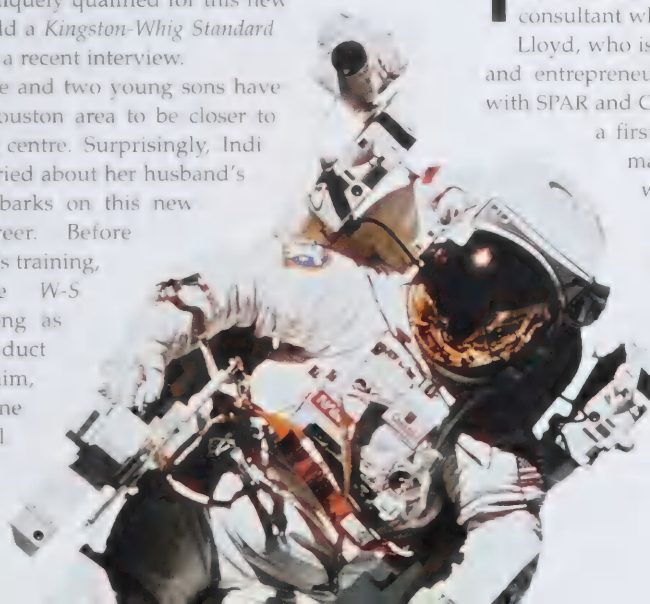 iquely qualified for this new
ld a Kingston-Whig Standard
a recent interview.
e and two young sons have
ouston area to be closer to
centre. Surprisingly, Indi
ried about her husband's
barks on this new
reer. Before
s training,
e W-S
ng as
duct
aim,
ne
l
consultant w
Lloyd, who is
and entrepreneu
with SPAR and C
a firs
ma
w